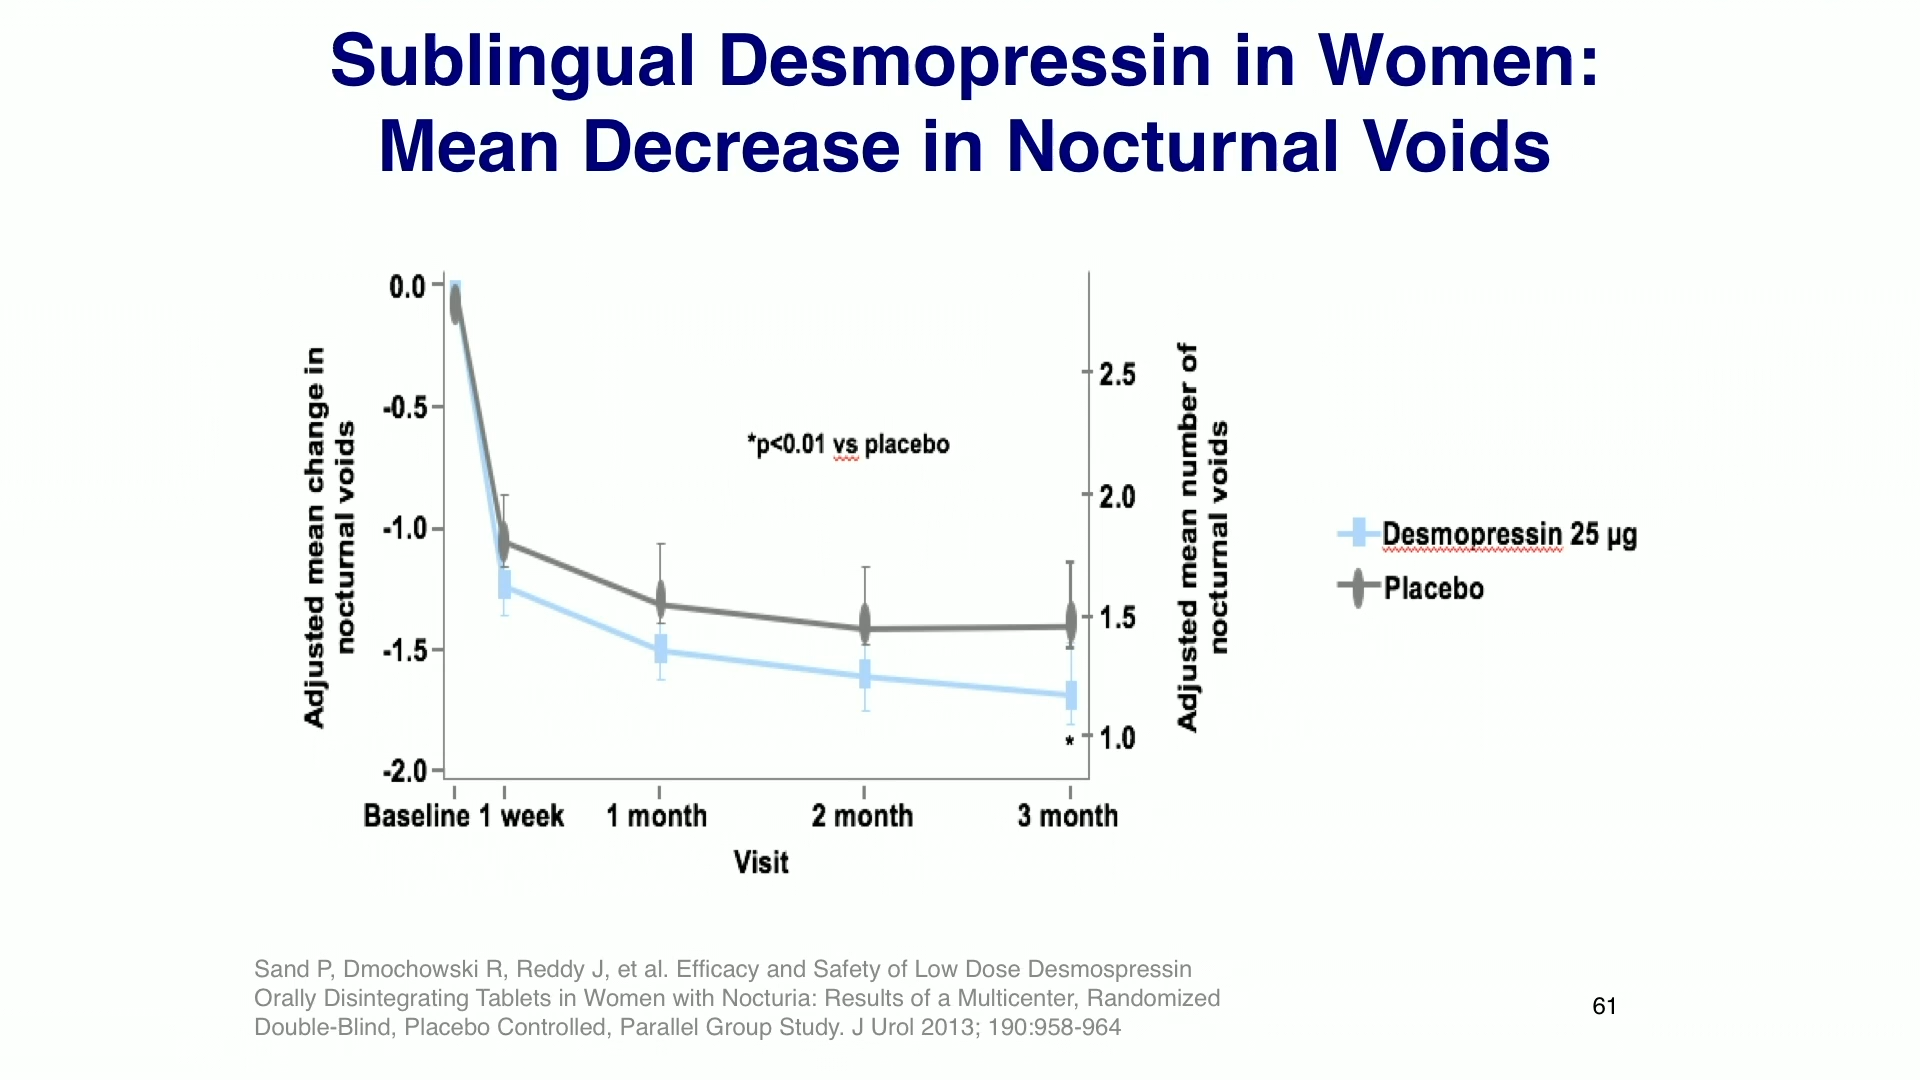 Sublingual Desmopressin in Women:
Mean Decrease in Nocturnal Voids
Adjusted mean change in
nocturnal voids
0.0
-0.5
-1.0
-1.5
-2.0
*p<0.01 vs placebo
*
2.5
2.0
1.5
1.0
Adjusted mean number of
nocturnal voids
Baseline 1 week 1 month 2 month 3 month
Visit
Desmopressin 25 µg
Placebo
Sand P, Dmochowski R, Reddy J, et al. Efficacy and Safety of Low Dose Desmospressin
Orally Disintegrating Tablets in Women with Nocturia: Results of a Multicenter, Randomized
Double-Blind, Placebo Controlled, Parallel Group Study. J Urol 2013; 190:958-964
61